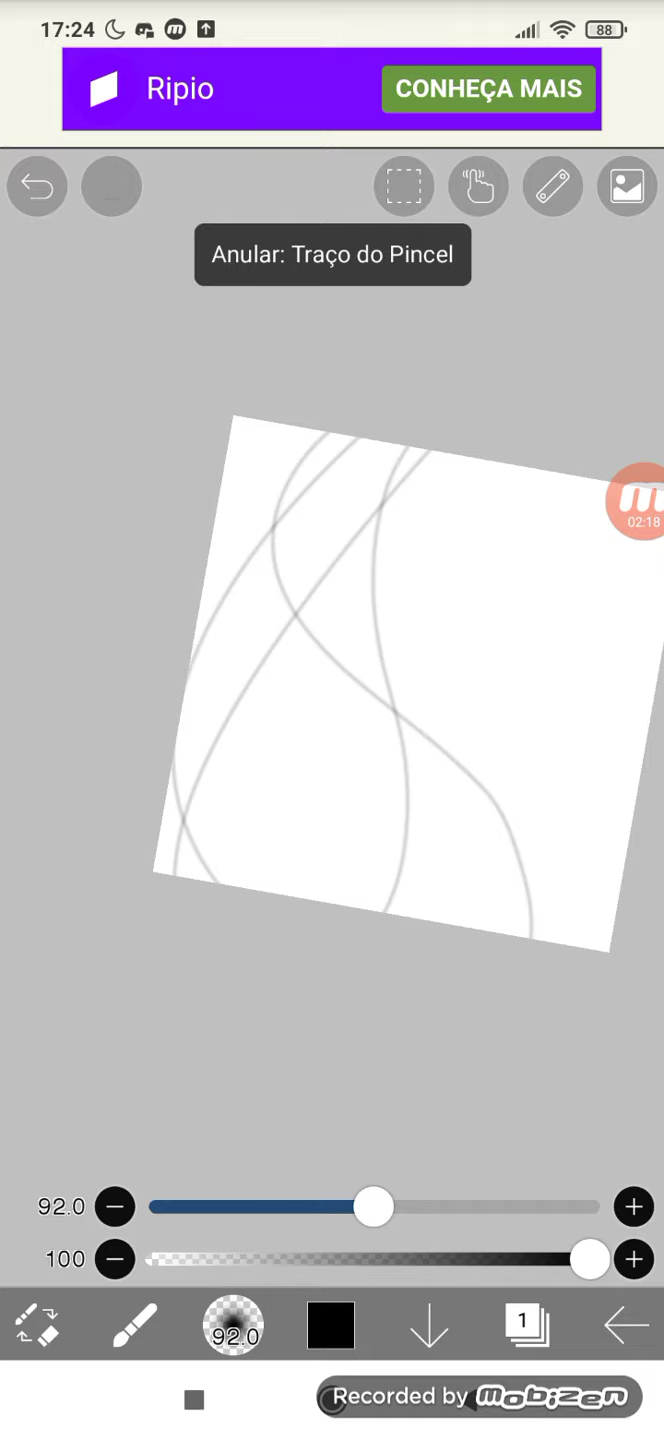 17:24
88
Ripio
CONHEÇA MAIS
Anular: Traço do Pincel
02:18
92.0
100
92.0
1
Recorded by mobizen